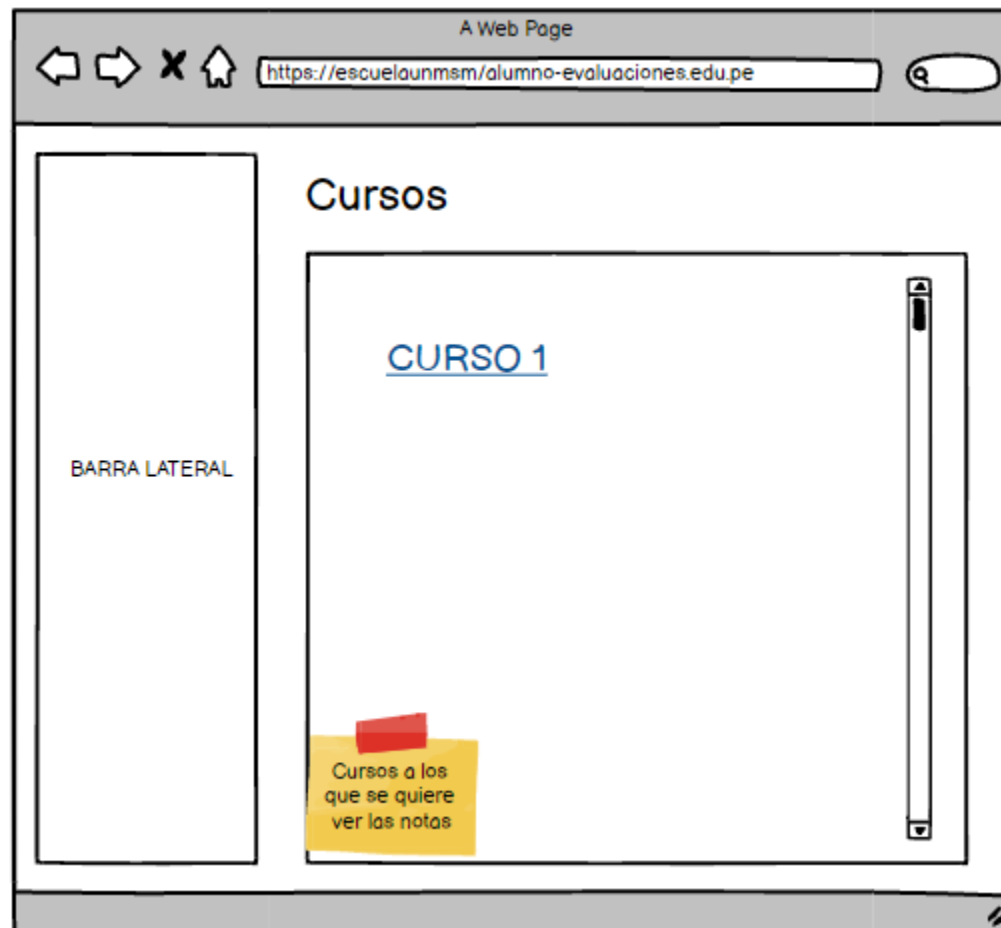 A Web Page
https://escuelaunmsm/alumno-evaluaciones.edu.pe
Cursos
CURSO 1
BARRA LATERAL
Cursos a los
que se quiere
ver las notas